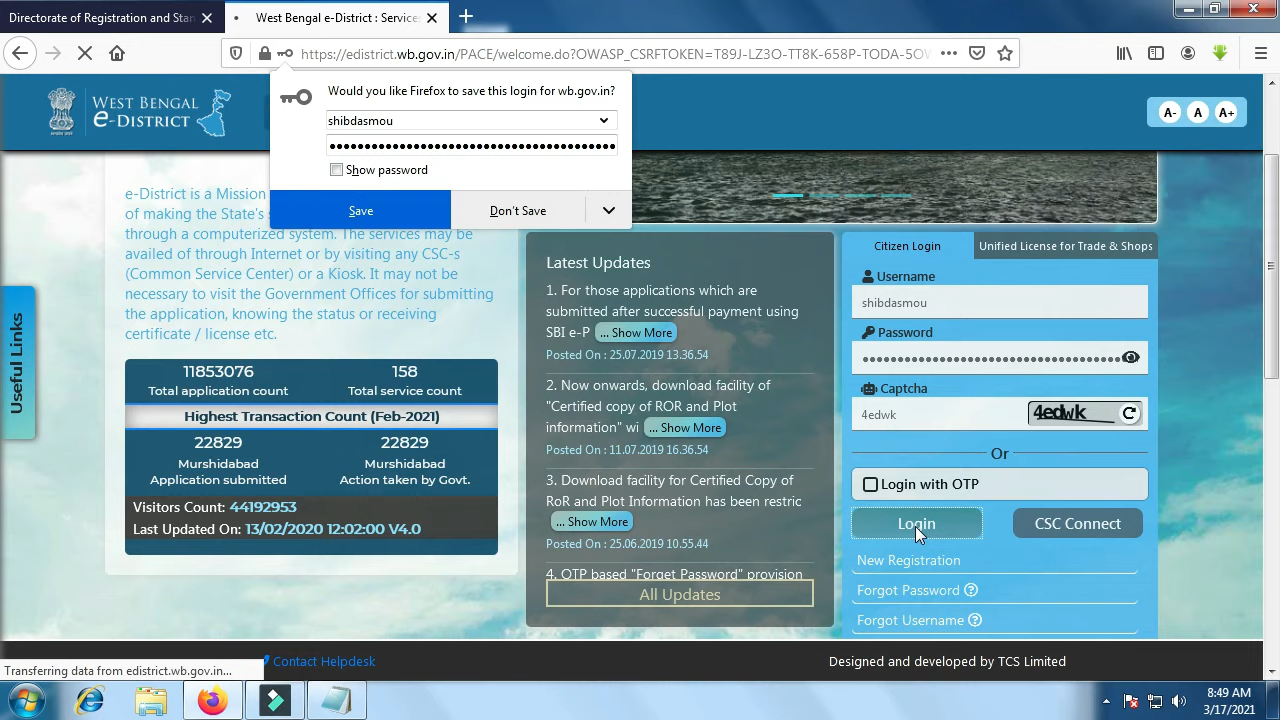 Directorate of Registration and Stan
West Bengal e-District : Service
https://edistrict.wb.gov.in/PACE/welcome.do?OWASP_CSRFTOKEN=T89J-LZ3O-TT8K-658P-TODA-5OW
Would you like Firefox to save this login for wb.gov.in?
shibdasmou
Show password
Save
Don't Save
WEST BENGAL
e-DISTRICT
A- A A+
e-District is a Mission
of making the State's s
through a computerized system. The services may be
availed of through Internet or by visiting any CSC-s
(Common Service Center) or a Kiosk. It may not be
necessary to visit the Government Offices for submitting
the application, knowing the status or receiving
certificate / license etc.
Useful Links
11853076
Total application count
158
Total service count
Highest Transaction Count (Feb-2021)
22829
Murshidabad
Application submitted
22829
Murshidabad
Action taken by Govt.
Visitors Count: 44192953
Last Updated On: 13/02/2020 12:02:00 V4.0
Latest Updates
1. For those applications which are
submitted after successful payment using
SBI e-P ... Show More
Posted On : 25.07.2019 13.36.54
2. Now onwards, download facility of
"Certified copy of ROR and Plot
information" wi ... Show More
Posted On : 11.07.2019 16.36.54
3. Download facility for Certified Copy of
RoR and Plot Information has been restric
... Show More
Posted On : 25.06.2019 10.55.44
4. OTP based "Forget Password" provision
All Updates
Citizen Login
Unified License for Trade & Shops
Username
shibdasmou
Password
Captcha
4edwk
4edwk
Or
Login with OTP
Login
CSC Connect
New Registration
Forgot Password
Forgot Username
Transferring data from edistrict.wb.gov.in...
Contact Helpdesk
Designed and developed by TCS Limited
8:49 AM
3/17/2021